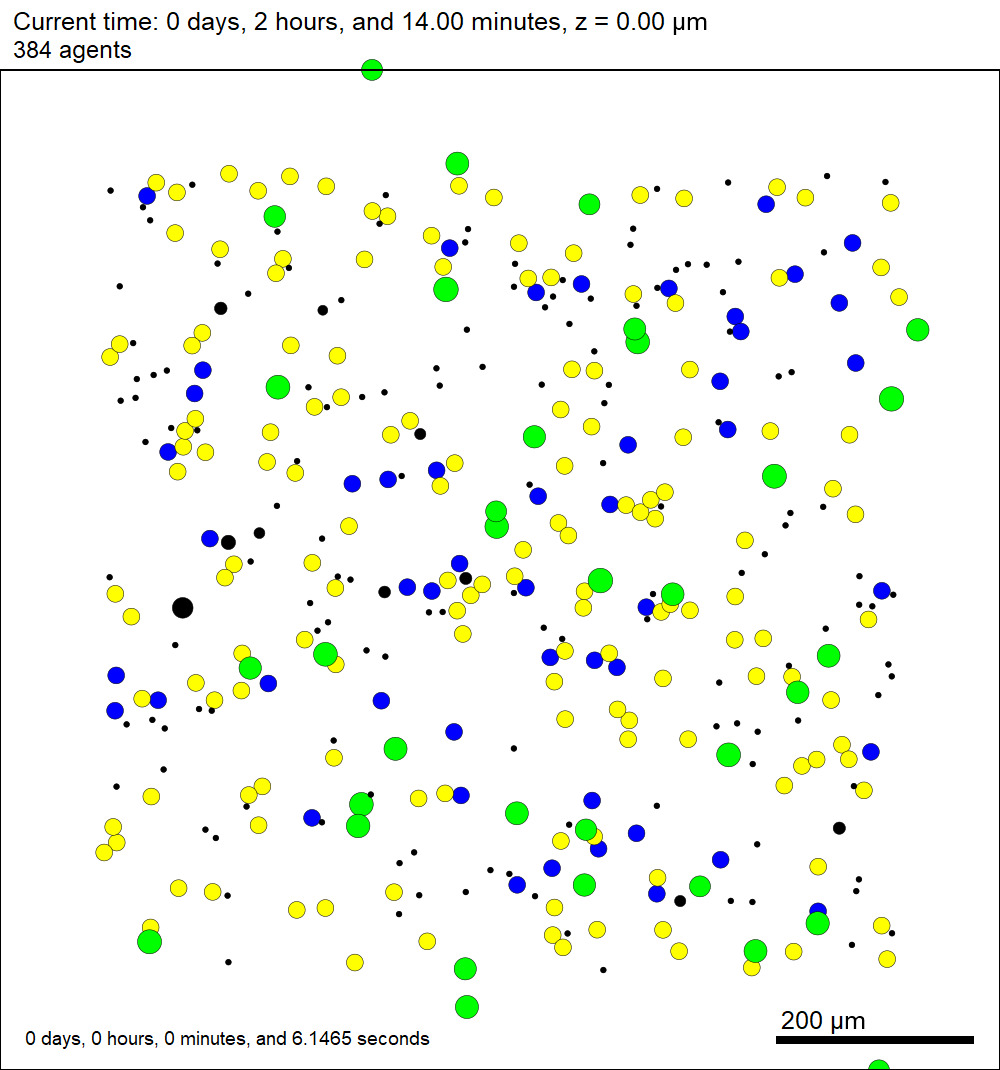 Current time: 0 days, 2 hours, and 14.00 minutes, z = 0.00 µm
384 agents
200 µm
0 days, 0 hours, 0 minutes, and 6.1465 seconds